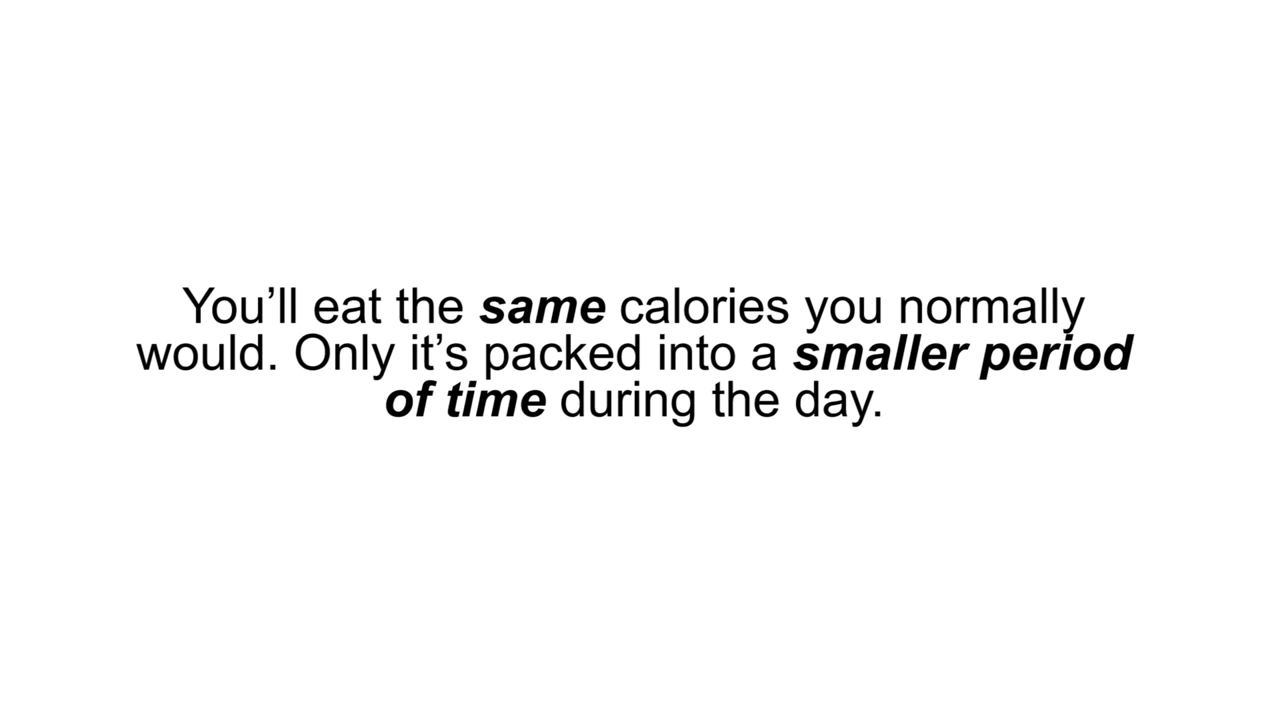 You’ll eat the same calories you normally
would. Only it’s packed into a smaller period
of time during the day.